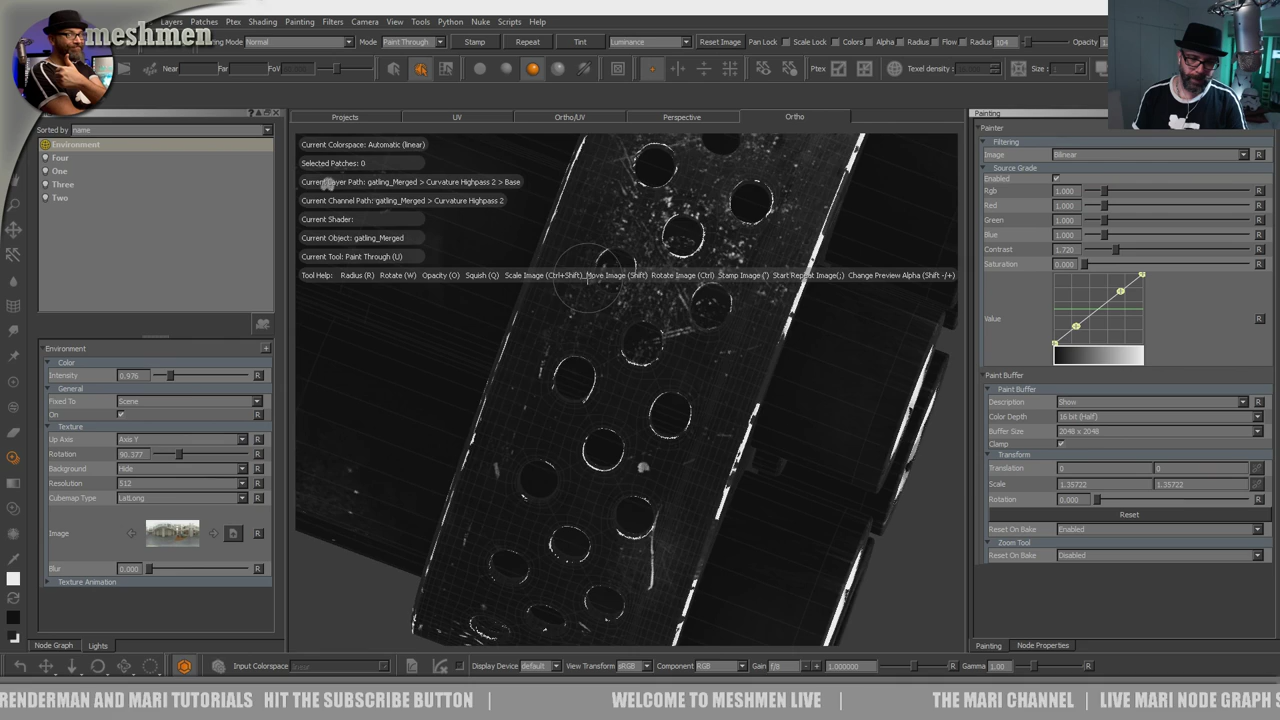 meshmen
Layers Patches Ptex Shading Painting Filters Camera View Tools Python Nuke Scripts Help
Mode Normal Mode Paint Through Stamp Repeat Tint Luminance Reset Image Pan Lock Scale Lock Colors Alpha Radius Flow Radius 104 Opacity
Near Far FoV Ptex Texel density: Size : 1
Projects UV Ortho/UV Perspective Ortho
Sorted by name
Environment
Four
One
Three
Two
Environment
Color
Intensity 0.976 R
General
Fixed To Scene R
On R
Texture
Up Axis Axis Y R
Rotation 90.377 R
Background Hide R
Resolution 512 R
Cubemap Type LatLong R
Image R
Blur 0.000 R
Texture Animation
Node Graph Lights
Current Colorspace: Automatic (linear)
Selected Patches: 0
Current Layer Path: gatling_Merged > Curvature Highpass 2 > Base
Current Channel Path: gatling_Merged > Curvature Highpass 2
Current Shader:
Current Object: gatling_Merged
Current Tool: Paint Through (U)
Tool Help: Radius (R) Rotate (W) Opacity (O) Squish (Q) Scale Image (Ctrl+Shift) Move Image (Shift) Rotate Image (Ctrl) Stamp Image (') Start Repeat Image(;) Change Preview Alpha (Shift -/+)
Painting
Painter
Filtering
Image Bilinear R
Source Grade
Enabled R
Rgb 1.000 R
Red 1.000 R
Green 1.000 R
Blue 1.000 R
Contrast 1.720 R
Saturation 0.000 R
Value R
Paint Buffer
Paint Buffer
Description Show R
Color Depth 16 bit (Half)
Buffer Size 2048 x 2048
Clamp
Transform
Translation 0 0
Scale 1.35722 1.35722
Rotation 0.000
Reset
Reset On Bake Enabled
Zoom Tool
Reset On Bake Disabled
Painting Node Properties
Input Colorspace linear Display Device default View Transform sRGB Component RGB Gain f/8 - + 1.000000 R Gamma 1.00 R
RENDERMAN AND MARI TUTORIALS HIT THE SUBSCRIBE BUTTON | WELCOME TO MESHMEN LIVE | THE MARI CHANNEL | LIVE MARI NODE GRAPH